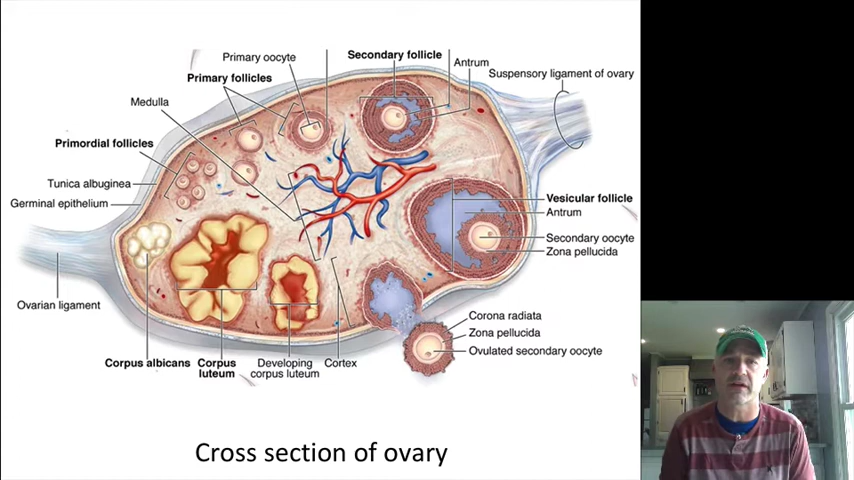 Primary oocyte
Secondary follicle
Antrum
Suspensory ligament of ovary
Primary follicles
Medulla
Primordial follicles
Tunica albuginea
Germinal epithelium
Vesicular follicle
Antrum
Secondary oocyte
Zona pellucida
Ovarian ligament
Corona radiata
Zona pellucida
Ovulated secondary oocyte
Corpus albicans
Corpus
luteum
Developing
corpus luteum
Cortex
Cross section of ovary